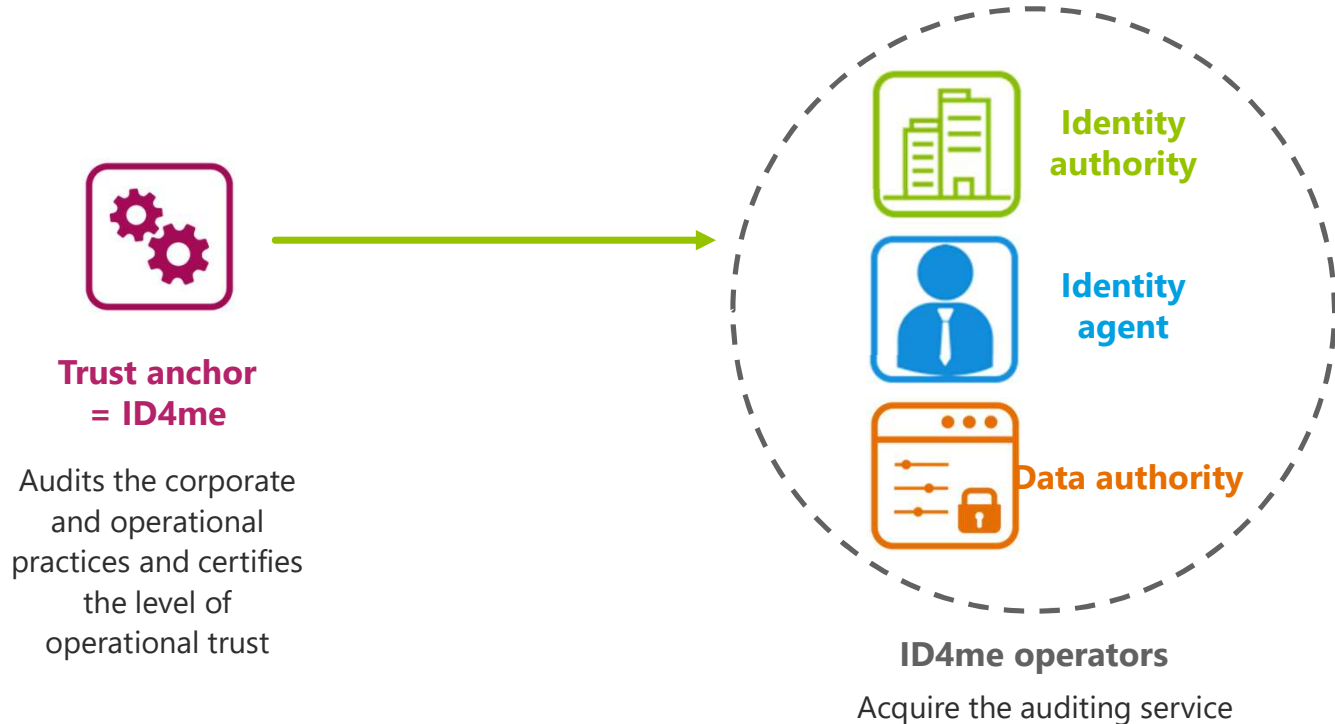 Trust anchor
= ID4me
Audits the corporate
and operational
practices and certifies
the level of
operational trust
Identity
authority
Identity
agent
Data authority
ID4me operators
Acquire the auditing service